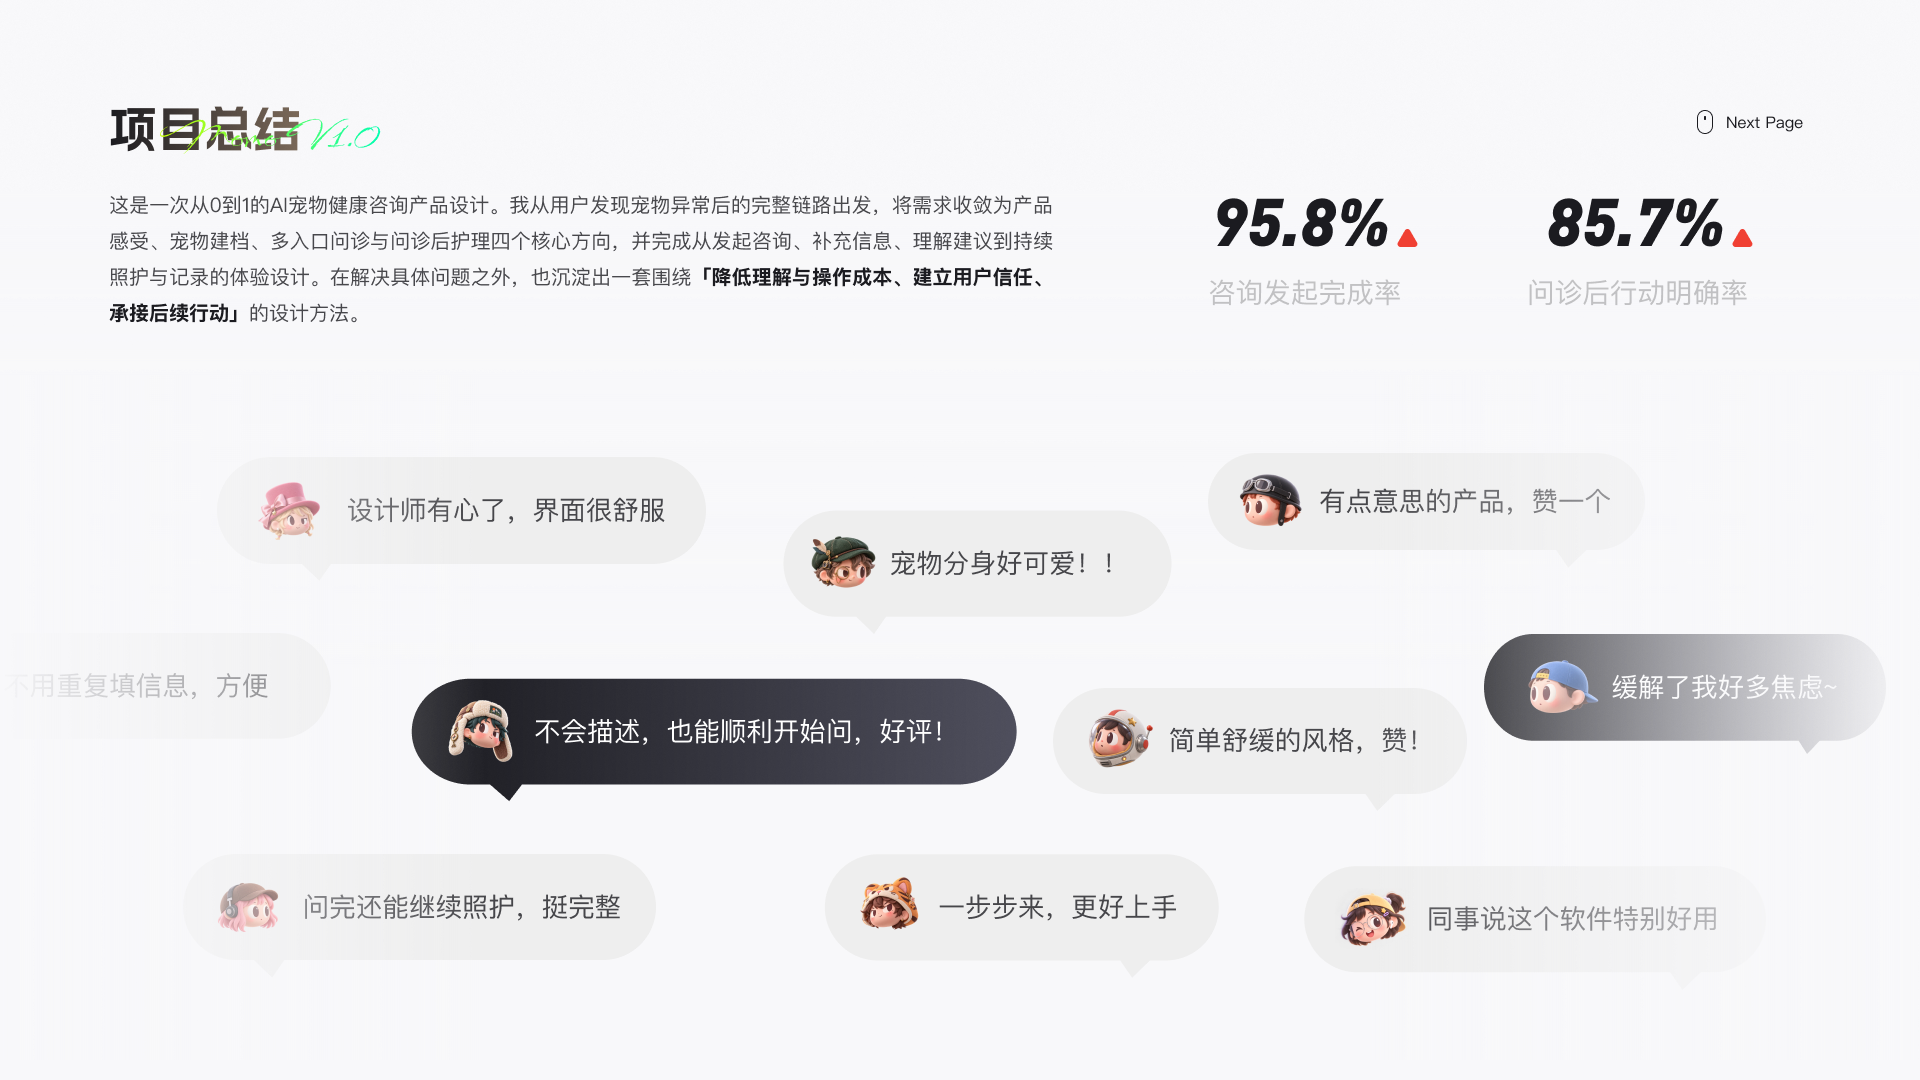 项目总结
Momo V1.0
Next Page
这是一次从0到1的AI宠物健康咨询产品设计。我从用户发现宠物异常后的完整链路出发，将需求收敛为产品
感受、宠物建档、多入口问诊与问诊后护理四个核心方向，并完成从发起咨询、补充信息、理解建议到持续
照护与记录的体验设计。在解决具体问题之外，也沉淀出一套围绕「降低理解与操作成本、建立用户信任、
承接后续行动」的设计方法。
95.8%
咨询发起完成率
85.7%
问诊后行动明确率
设计师有心了，界面很舒服
宠物分身好可爱！！
有点意思的产品，赞一个
不用重复填信息，方便
不会描述，也能顺利开始问，好评！
简单舒缓的风格，赞！
缓解了我好多焦虑~
问完还能继续照护，挺完整
一步步来，更好上手
同事说这个软件特别好用